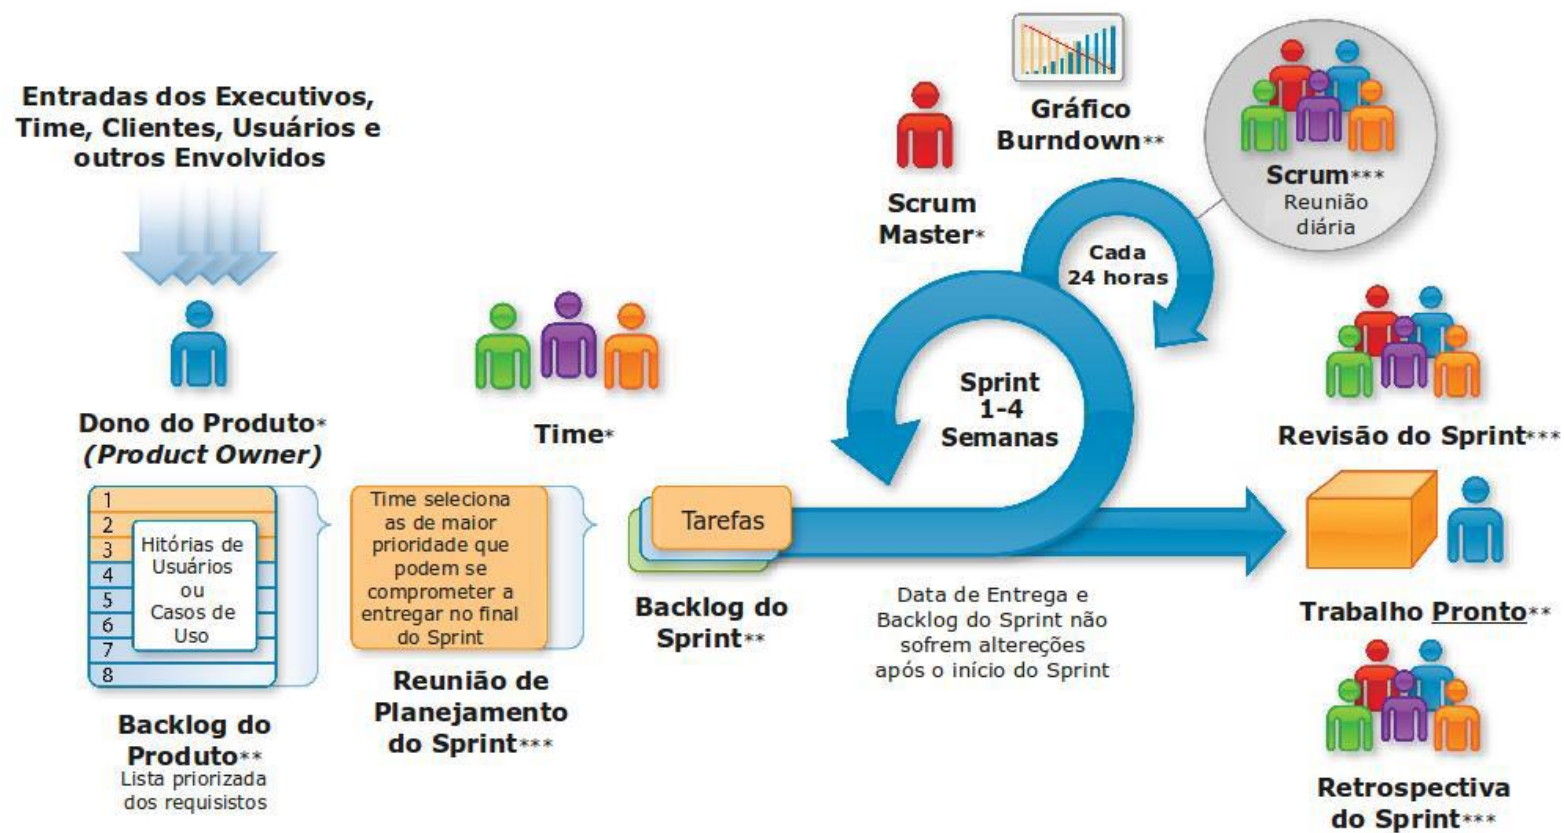 Entradas dos Executivos,
Time, Clientes, Usuários e
outros Envolvidos
Dono do Produto*
(Product Owner)
1
2
3
4
5
6
7
8
Hitórias de
Usuários
ou
Casos de
Uso
Backlog do
Produto**
Lista priorizada
dos requisistos
Time*
Time seleciona
as de maior
prioridade que
podem se
comprometer a
entregar no final
do Sprint
Reunião de
Planejamento
do Sprint***
Tarefas
Backlog do
Sprint**
Scrum
Master*
Gráfico
Burndown**
Cada
24 horas
Scrum***
Reunião
diária
Sprint
1-4
Semanas
Data de Entrega e
Backlog do Sprint não
sofrem altereções
após o início do Sprint
Revisão do Sprint***
Trabalho Pronto**
Retrospectiva
do Sprint***